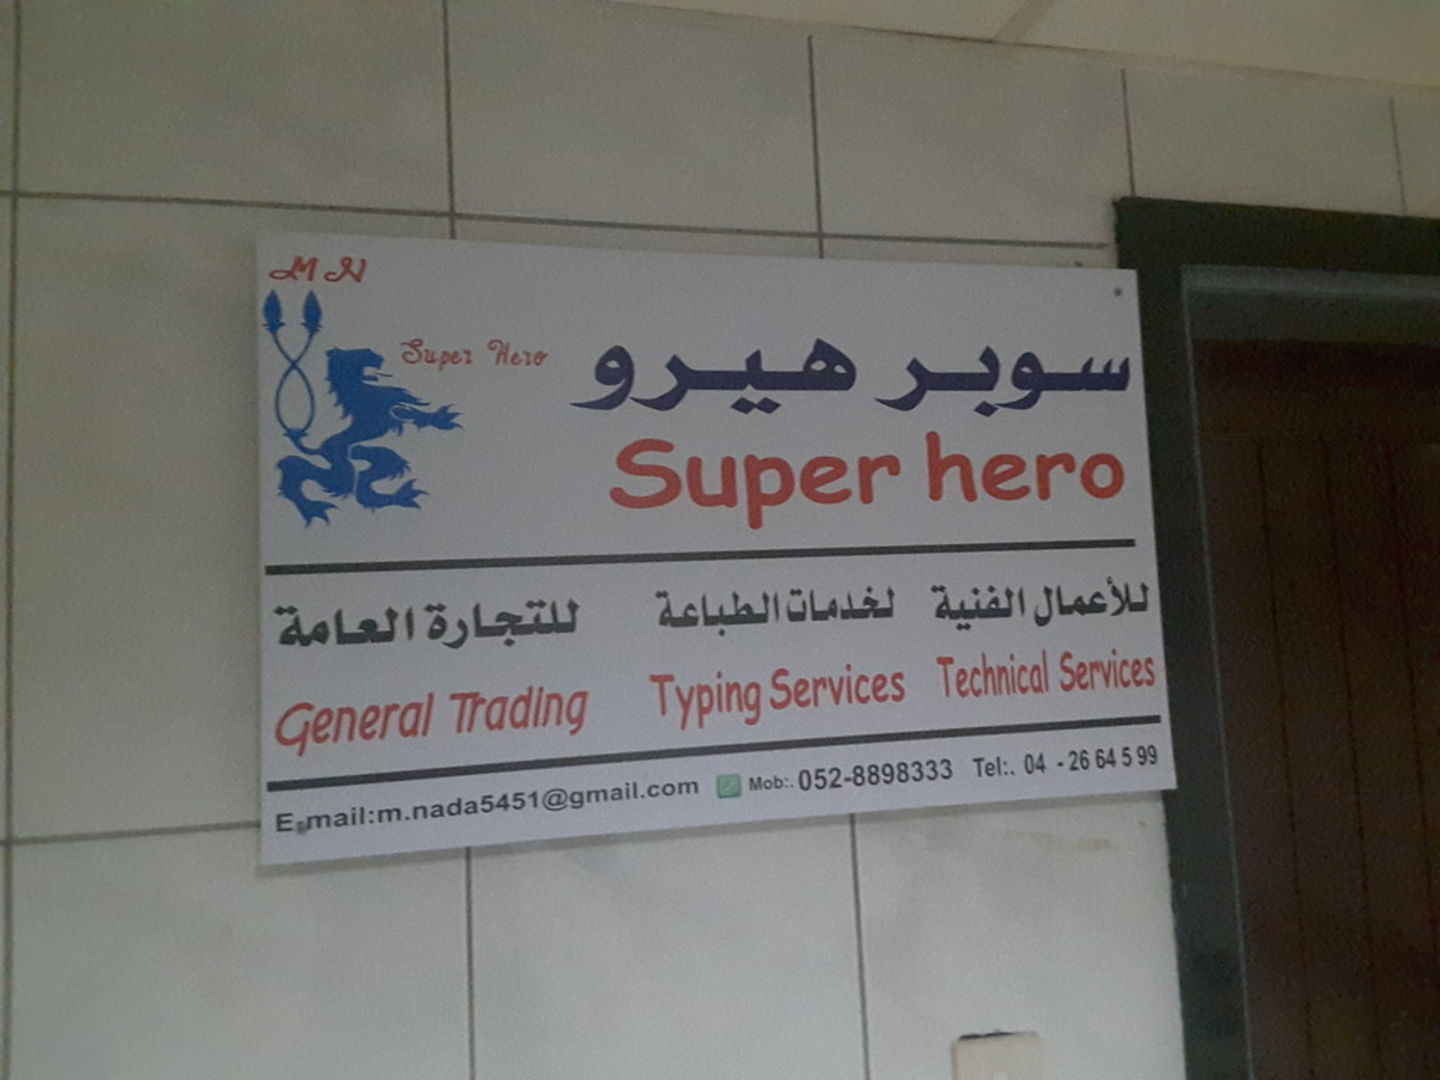 MN
Super Hero
سوبر هيرو
Super hero
للأعمال الفنية لخدمات الطباعة للتجارة العامة
General Trading Typing Services Technical Services
E-mail:m.nada5451@gmail.com Mob:. 052-8898333 Tel:. 04 - 26 64 5 99